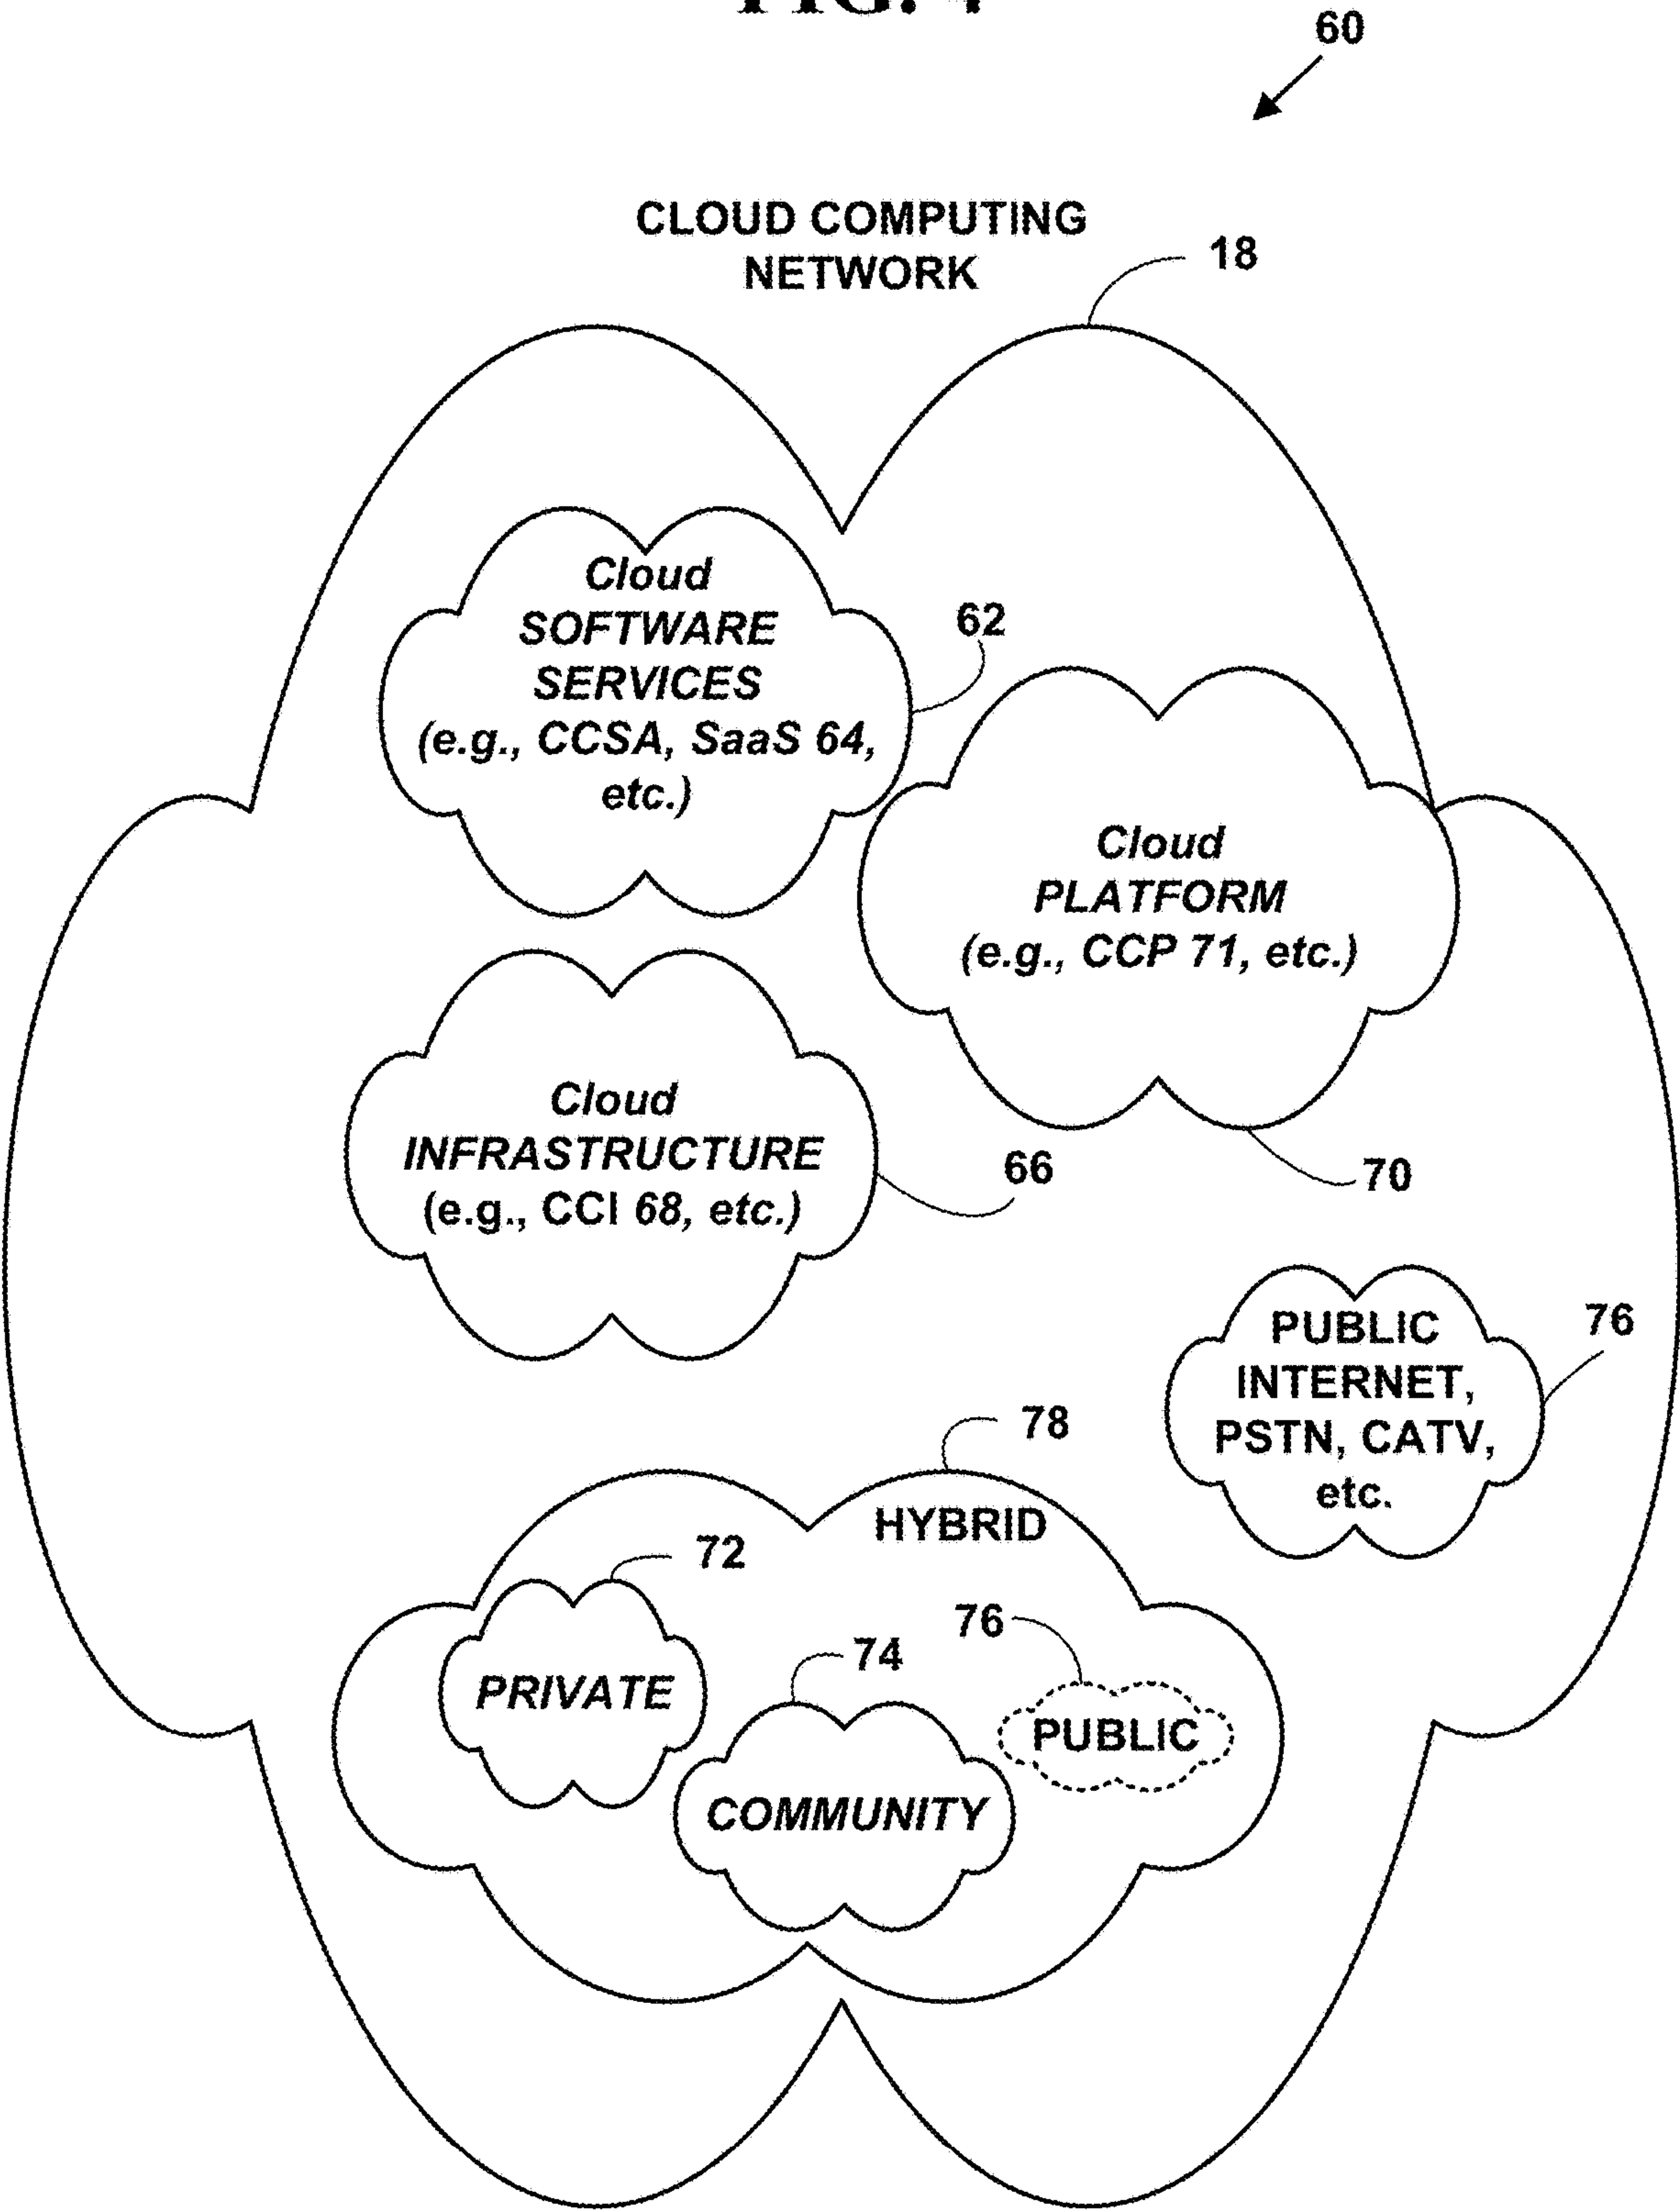 FIG. 4
60
CLOUD COMPUTING
NETWORK
18
Cloud
SOFTWARE
SERVICES
(e.g., CCSA, SaaS 64,
etc.)
62
Cloud
PLATFORM
(e.g., CCP 71, etc.)
70
Cloud
INFRASTRUCTURE
(e.g., CCI 68, etc.)
66
PUBLIC
INTERNET,
PSTN, CATV,
etc.
76
78
HYBRID
72
PRIVATE
74
COMMUNITY
76
PUBLIC